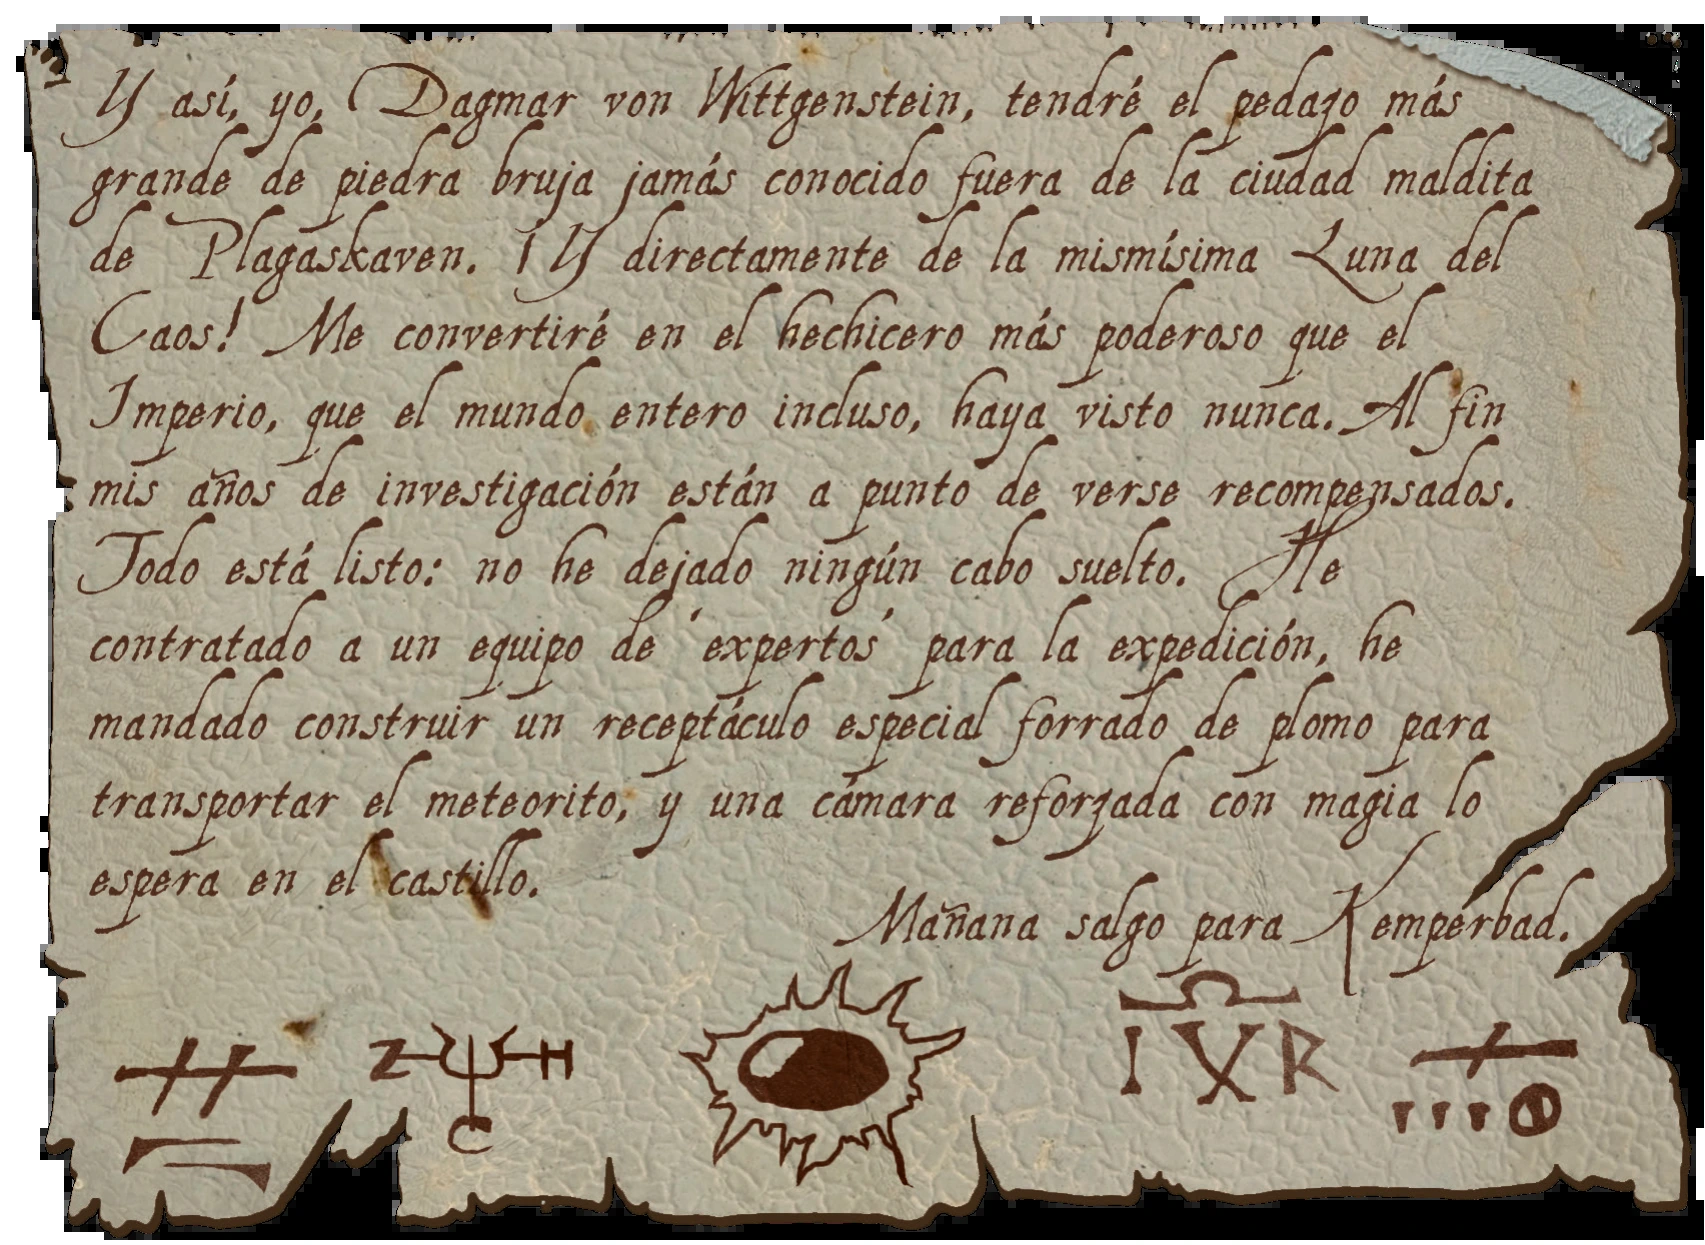 Y así, yo, Dagmar von Wittgenstein, tendré el pedazo más
grande de piedra bruja jamás conocido fuera de la ciudad maldita
de Plagaskaven. ¡Y directamente de la mismísima Luna del
Caos! Me convertiré en el hechicero más poderoso que el
Imperio, que el mundo entero incluso, haya visto nunca. Al fin
mis años de investigación están a punto de verse recompensados.
Todo está listo: no he dejado ningún cabo suelto. He
contratado a un equipo de 'expertos' para la expedición, he
mandado construir un receptáculo especial forrado de plomo para
transportar el meteorito, y una cámara reforzada con magia lo
espera en el castillo.
Mañana salgo para Kemperbad.
Z H
C
I X R